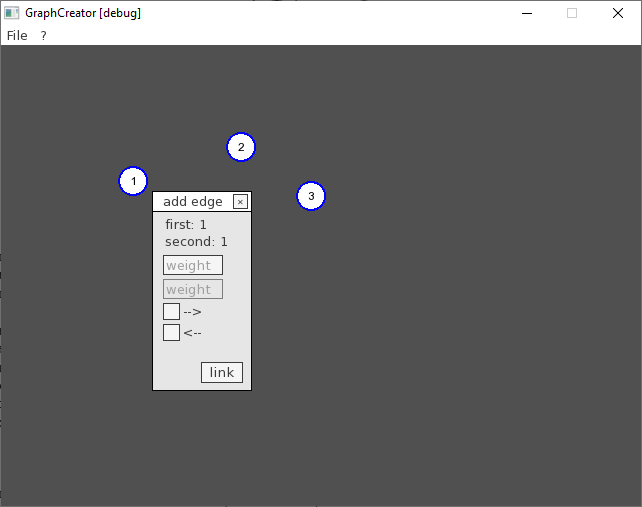 GraphCreator [debug]
File ?
2
1
3
add edge ×
first: 1
second: 1
weight
weight
-->
<--
link